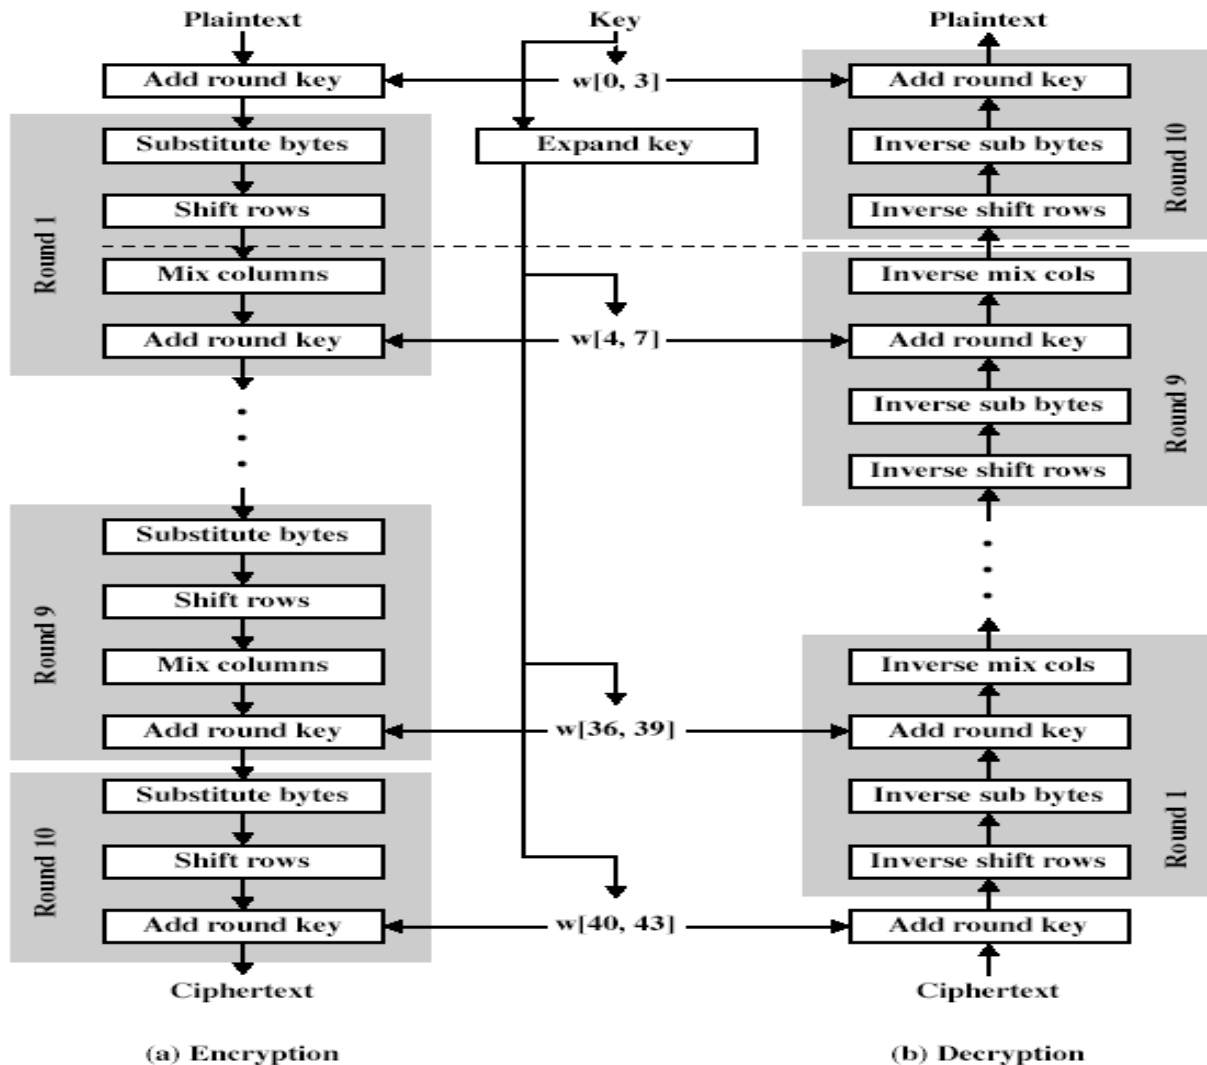 Plaintext
Add round key
Substitute bytes
Shift rows
Mix columns
Add round key
Round 1
Substitute bytes
Shift rows
Mix columns
Add round key
Round 9
Substitute bytes
Shift rows
Add round key
Round 10
Ciphertext
(a) Encryption
Key
w[0, 3]
Expand key
w[4, 7]
w[36, 39]
w[40, 43]
Plaintext
Add round key
Inverse sub bytes
Inverse shift rows
Round 10
Inverse mix cols
Add round key
Inverse sub bytes
Inverse shift rows
Round 9
Inverse mix cols
Add round key
Inverse sub bytes
Inverse shift rows
Round 1
Add round key
Ciphertext
(b) Decryption